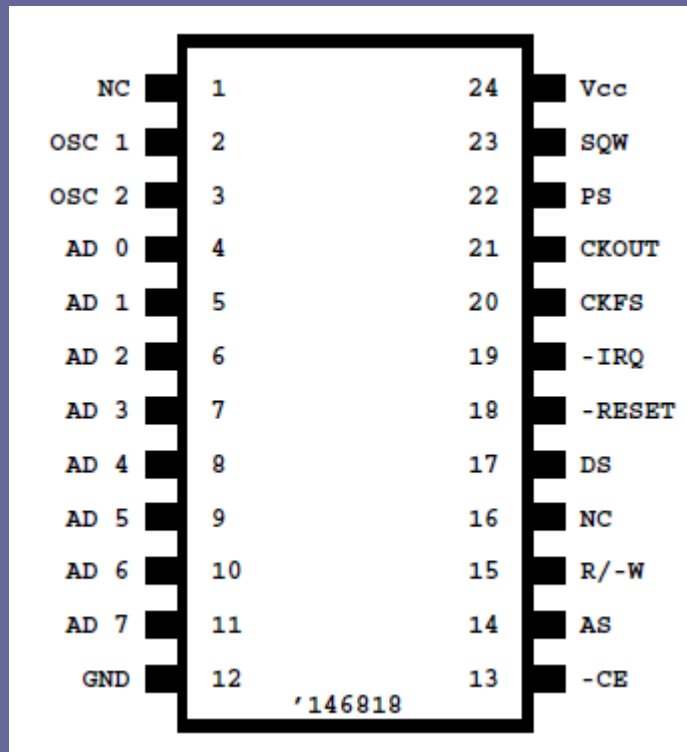 NC 1 24 Vcc
OSC 1 2 23 SQW
OSC 2 3 22 PS
AD 0 4 21 CKOUT
AD 1 5 20 CKFS
AD 2 6 19 -IRQ
AD 3 7 18 -RESET
AD 4 8 17 DS
AD 5 9 16 NC
AD 6 10 15 R/-W
AD 7 11 14 AS
GND 12 13 -CE
'146818